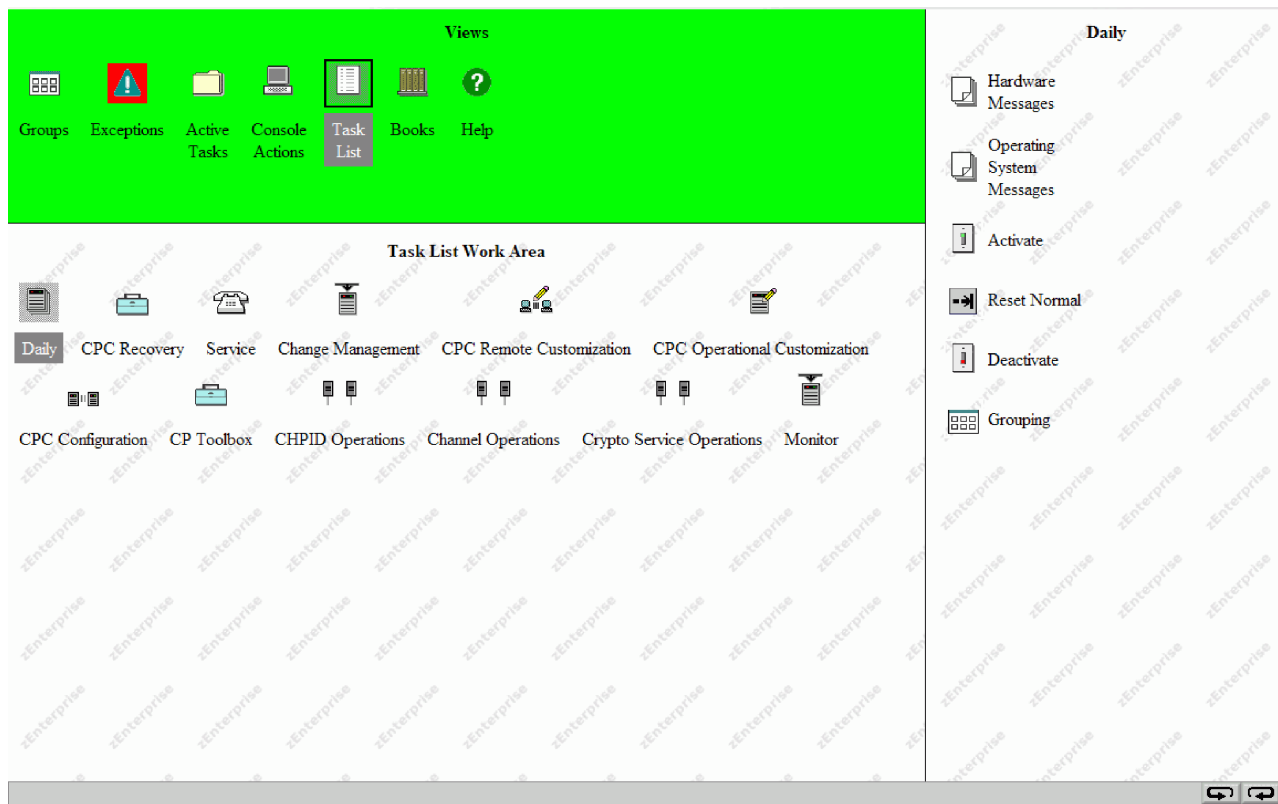 Views
Groups
Exceptions
Active
Tasks
Console
Actions
Task
List
Books
Help
Task List Work Area
Daily
CPC Recovery
Service
Change Management
CPC Remote Customization
CPC Operational Customization
CPC Configuration
CP Toolbox
CHPID Operations
Channel Operations
Crypto Service Operations
Monitor
Daily
Hardware
Messages
Operating
System
Messages
Activate
Reset Normal
Deactivate
Grouping
zEnterprise